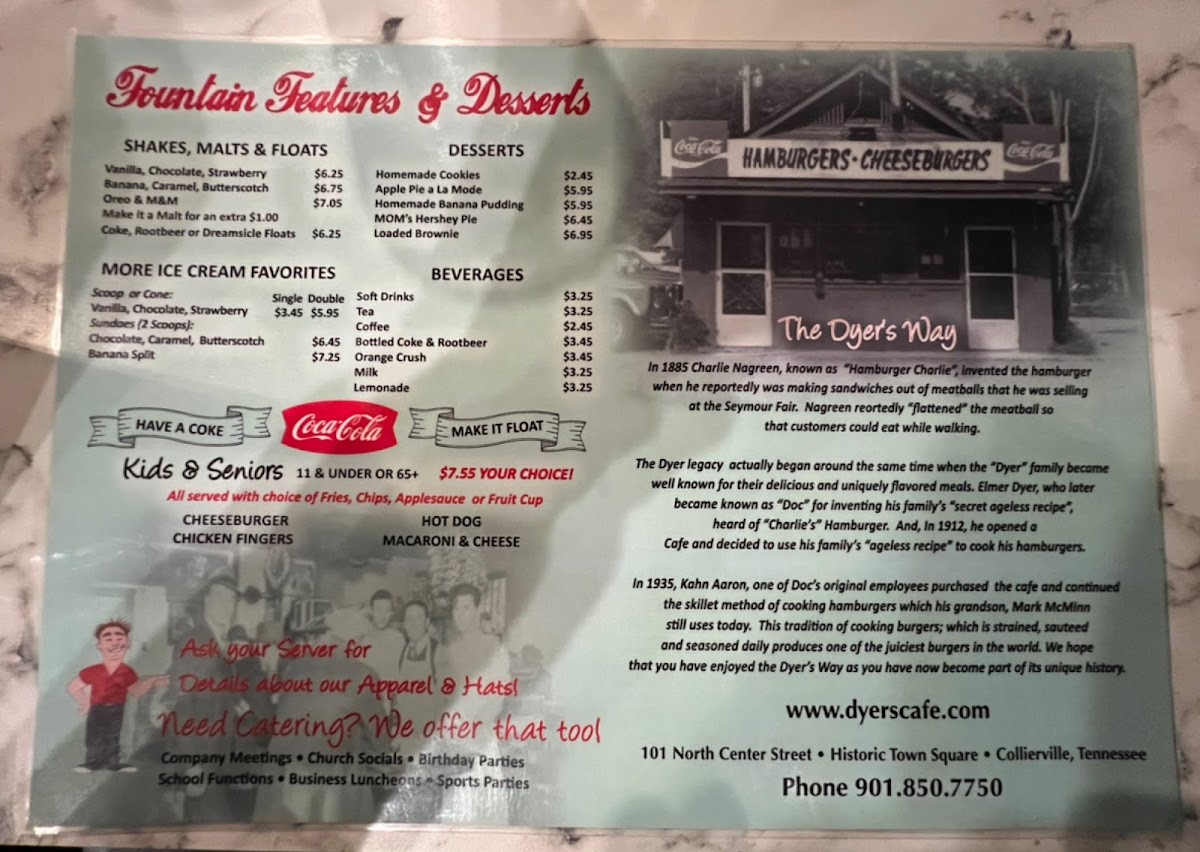 Fountain Features & Desserts
SHAKES, MALTS & FLOATS
Vanilla, Chocolate, Strawberry $6.25
Banana, Caramel, Butterscotch $6.75
Oreo & M&M $7.05
Make it a Malt for an extra $1.00
Coke, Rootbeer or Dreamsicle Floats $6.25
DESSERTS
Homemade Cookies $2.45
Apple Pie a La Mode $5.95
Homemade Banana Pudding $5.95
MOM's Hershey Pie $6.45
Loaded Brownie $6.95
MORE ICE CREAM FAVORITES
Scoop or Cone: Single Double
Vanilla, Chocolate, Strawberry $3.45 $5.95
Sundaes (2 Scoops):
Chocolate, Caramel, Butterscotch $6.45
Banana Split $7.25
BEVERAGES
Soft Drinks $3.25
Tea $3.25
Coffee $2.45
Bottled Coke & Rootbeer $3.45
Orange Crush $3.45
Milk $3.25
Lemonade $3.25
HAVE A COKE
Coca-Cola
MAKE IT FLOAT
Kids & Seniors 11 & UNDER OR 65+ $7.55 YOUR CHOICE!
All served with choice of Fries, Chips, Applesauce or Fruit Cup
CHEESEBURGER
CHICKEN FINGERS
HOT DOG
MACARONI & CHEESE
Ask your Server for
Details about our Apparel & Hats!
Need Catering? We offer that too!
Company Meetings • Church Socials • Birthday Parties
School Functions • Business Luncheons • Sports Parties
Coca-Cola
HAMBURGERS • CHEESEBURGERS
Coca-Cola
The Dyer's Way
In 1885 Charlie Nagreen, known as "Hamburger Charlie", invented the hamburger
when he reportedly was making sandwiches out of meatballs that he was selling
at the Seymour Fair. Nagreen reortedly "flattened" the meatball so
that customers could eat while walking.
The Dyer legacy actually began around the same time when the "Dyer" family became
well known for their delicious and uniquely flavored meals. Elmer Dyer, who later
became known as "Doc" for inventing his family's "secret ageless recipe",
heard of "Charlie's" Hamburger. And, In 1912, he opened a
Cafe and decided to use his family's "ageless recipe" to cook his hamburgers.
In 1935, Kahn Aaron, one of Doc's original employees purchased the cafe and continued
the skillet method of cooking hamburgers which his grandson, Mark McMinn
still uses today. This tradition of cooking burgers; which is strained, sauteed
and seasoned daily produces one of the juiciest burgers in the world. We hope
that you have enjoyed the Dyer's Way as you have now become part of its unique history.
www.dyerscafe.com
101 North Center Street • Historic Town Square • Collierville, Tennessee
Phone 901.850.7750